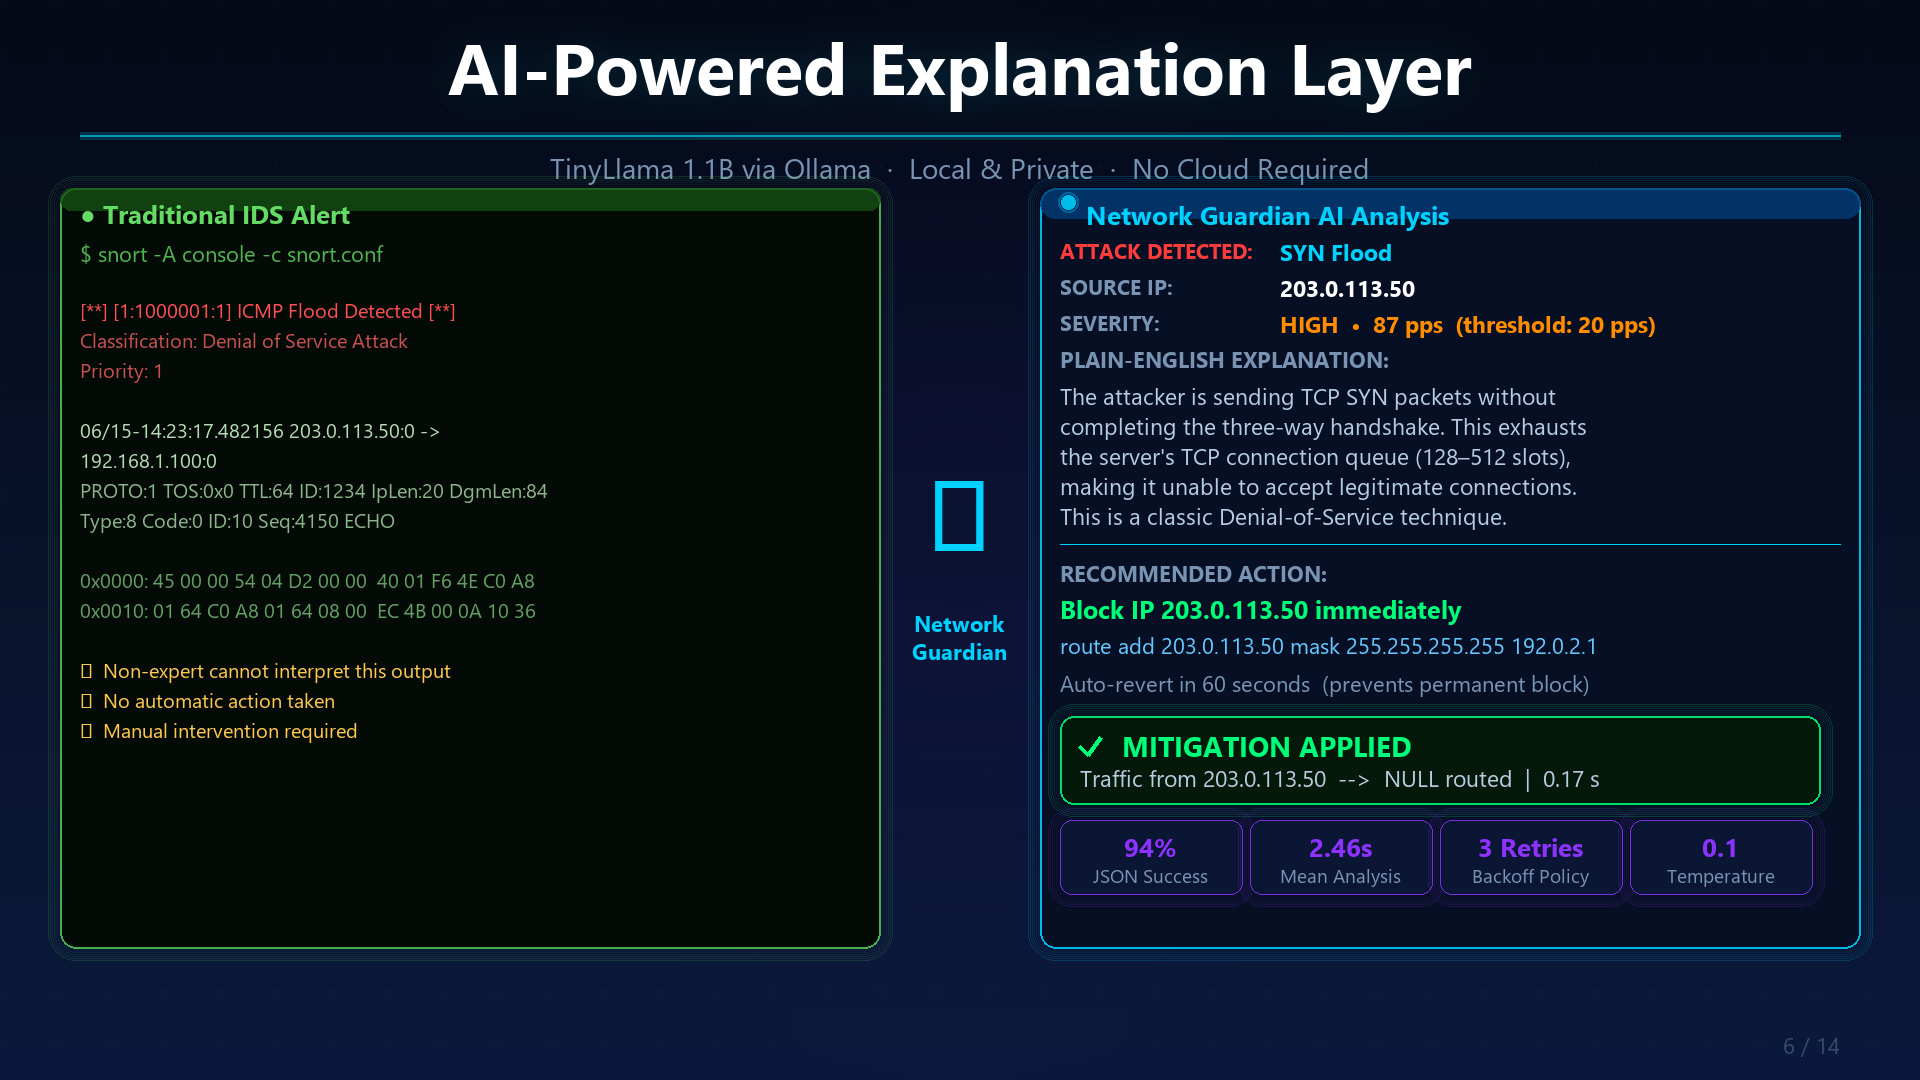 AI-Powered Explanation Layer
TinyLlama 1.1B via Ollama · Local & Private · No Cloud Required
● Traditional IDS Alert
$ snort -A console -c snort.conf
[**] [1:1000001:1] ICMP Flood Detected [**]
Classification: Denial of Service Attack
Priority: 1
06/15-14:23:17.482156 203.0.113.50:0 ->
192.168.1.100:0
PROTO:1 TOS:0x0 TTL:64 ID:1234 IpLen:20 DgmLen:84
Type:8 Code:0 ID:10 Seq:4150 ECHO
0x0000: 45 00 00 54 04 D2 00 00  40 01 F6 4E C0 A8
0x0010: 01 64 C0 A8 01 64 08 00  EC 4B 00 0A 10 36
Non-expert cannot interpret this output
No automatic action taken
Manual intervention required
Network
Guardian
Network Guardian AI Analysis
ATTACK DETECTED: SYN Flood
SOURCE IP: 203.0.113.50
SEVERITY: HIGH • 87 pps (threshold: 20 pps)
PLAIN-ENGLISH EXPLANATION:
The attacker is sending TCP SYN packets without
completing the three-way handshake. This exhausts
the server's TCP connection queue (128–512 slots),
making it unable to accept legitimate connections.
This is a classic Denial-of-Service technique.
RECOMMENDED ACTION:
Block IP 203.0.113.50 immediately
route add 203.0.113.50 mask 255.255.255.255 192.0.2.1
Auto-revert in 60 seconds (prevents permanent block)
✓ MITIGATION APPLIED
Traffic from 203.0.113.50 --> NULL routed | 0.17 s
94%
JSON Success
2.46s
Mean Analysis
3 Retries
Backoff Policy
0.1
Temperature
6 / 14